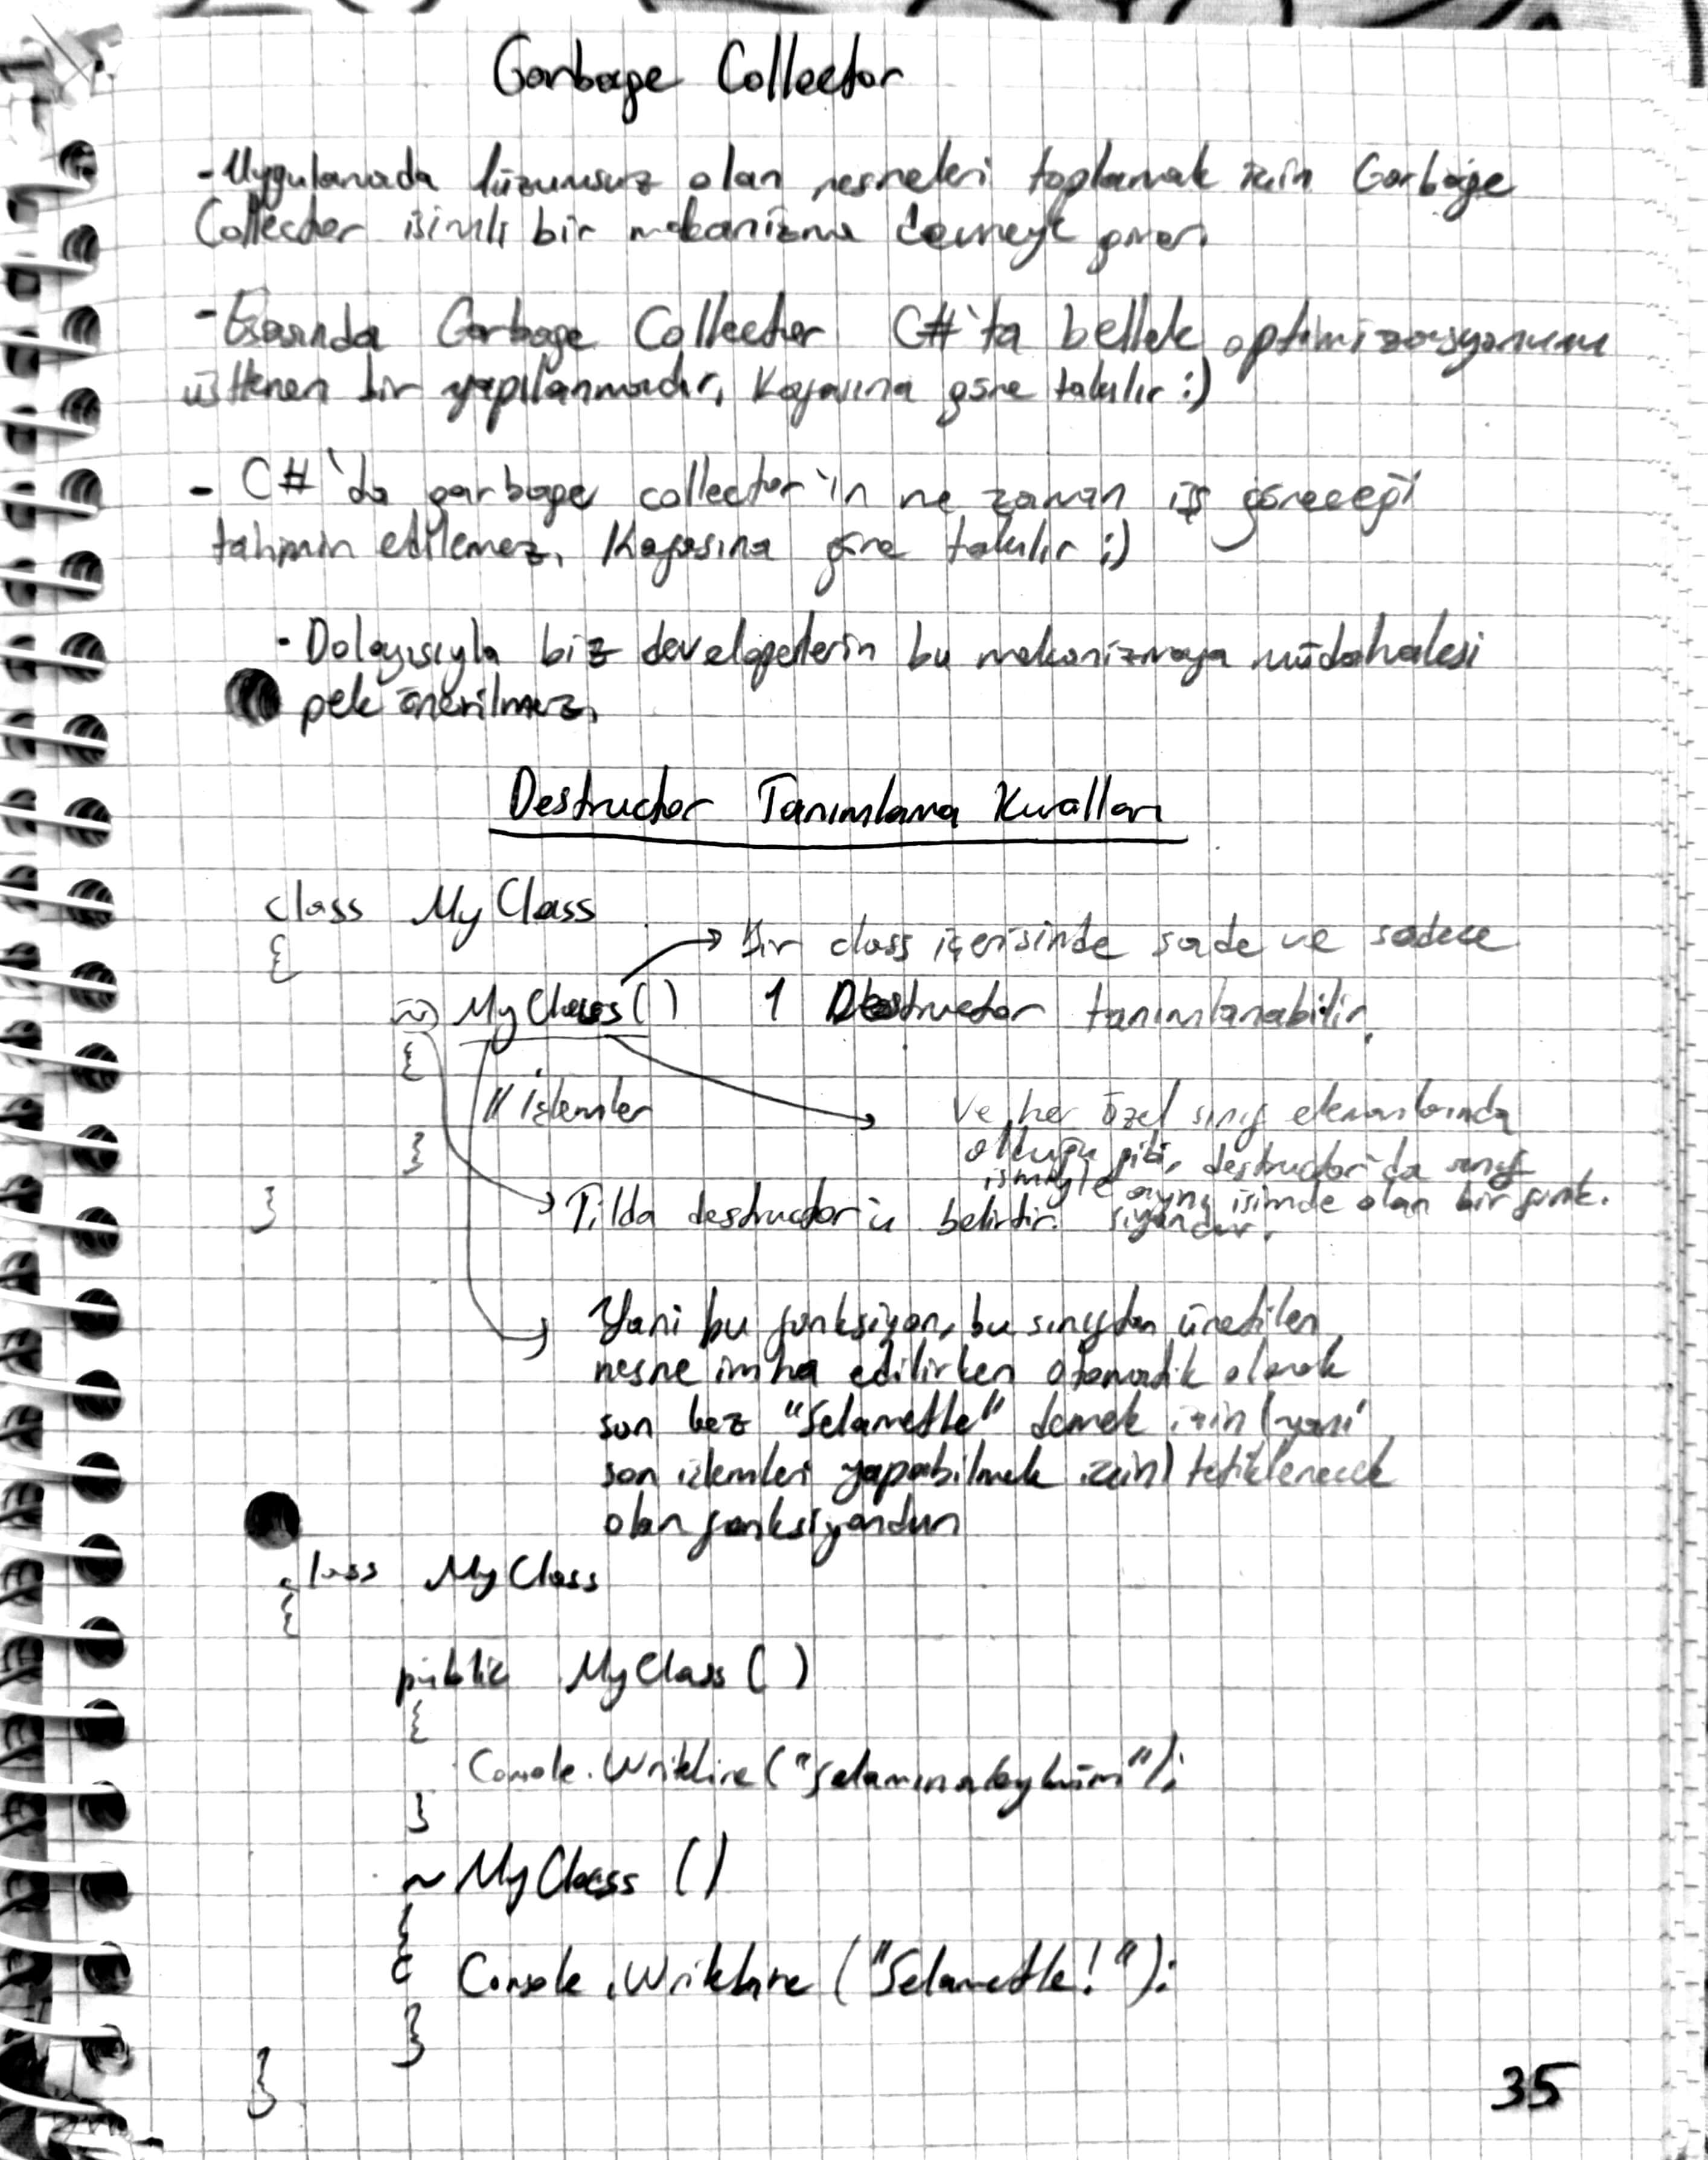 Garbage Collector
- Uygulamada lüzumsuz olan nesneleri toplamak için Garbage
Collector isimli bir mekanizma devreye girer.
- Esasında Garbage Collector C#'ta bellek optimizasyonunu
üstlenen bir yapılanmadır. Kafasına göre takılır :)
- C#'da garbage collector'ın ne zaman iş göreceği
tahmin edilemez. Kafasına göre takılır :)
- Dolayısıyla biz developerların bu mekanizmaya müdahalesi
pek önerilmez.
Destructor Tanımlama Kuralları
class MyClass
{
Bir class içerisinde sade ve sadece
~ MyClass() 1 Destructor tanımlanabilir.
{
// işlemler
Ve her özel sınıf elemanlarında
olduğu gibi, destructor'da sınıf
ismiyle aynı isimde olan bir fonk.
siyondur.
}
Tilda destructor'ı belirtir.
}
Yani bu fonksiyon, bu sınıftan üretilen
nesne imha edilirken otomatik olarak
son kez "Selametle" demek için (yani
son işlemleri yapabilmek için) tetiklenecek
olan fonksiyondur
class MyClass
{
public MyClass()
{
Console.WriteLine("Selamınaleyküm");
}
~ MyClass ()
{
Console.WriteLine("Selametle!");
}
}
35